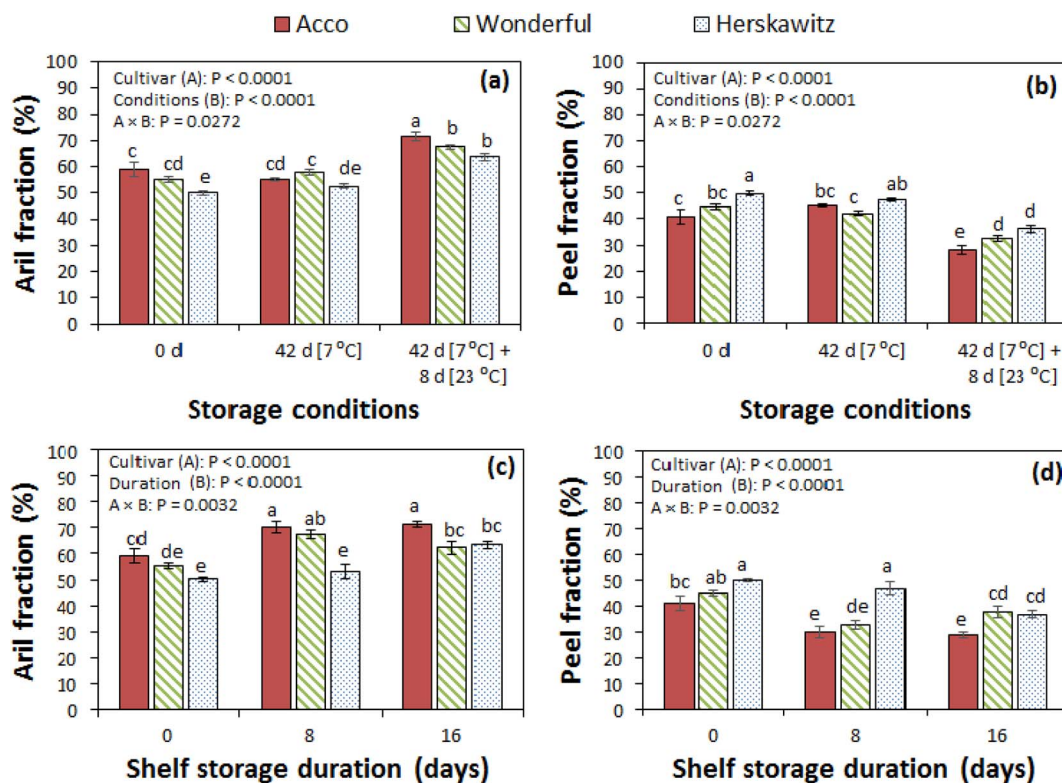 Acco Wonderful Herskawitz
Aril fraction (%)
100
90
80
70
60
50
40
30
20
10
0
Cultivar (A): P < 0.0001
Conditions (B): P < 0.0001
A × B: P = 0.0272
(a)
c cd e
cd c de
a b b
0 d 42 d [7 °C] 42 d [7 °C] +
8 d [23 °C]
Storage conditions
Peel fraction (%)
100
90
80
70
60
50
40
30
20
10
0
Cultivar (A): P < 0.0001
Conditions (B): P < 0.0001
A × B: P = 0.0272
(b)
c bc a
bc c ab
e d d
0 d 42 d [7 °C] 42 d [7 °C] +
8 d [23 °C]
Storage conditions
Aril fraction (%)
100
90
80
70
60
50
40
30
20
10
0
Cultivar (A): P < 0.0001
Duration (B): P < 0.0001
A × B: P = 0.0032
(c)
cd de e
a ab e
a bc bc
0 8 16
Shelf storage duration (days)
Peel fraction (%)
100
90
80
70
60
50
40
30
20
10
0
Cultivar (A): P < 0.0001
Duration (B): P < 0.0001
A × B: P = 0.0032
(d)
bc ab a
e de a
e cd cd
0 8 16
Shelf storage duration (days)